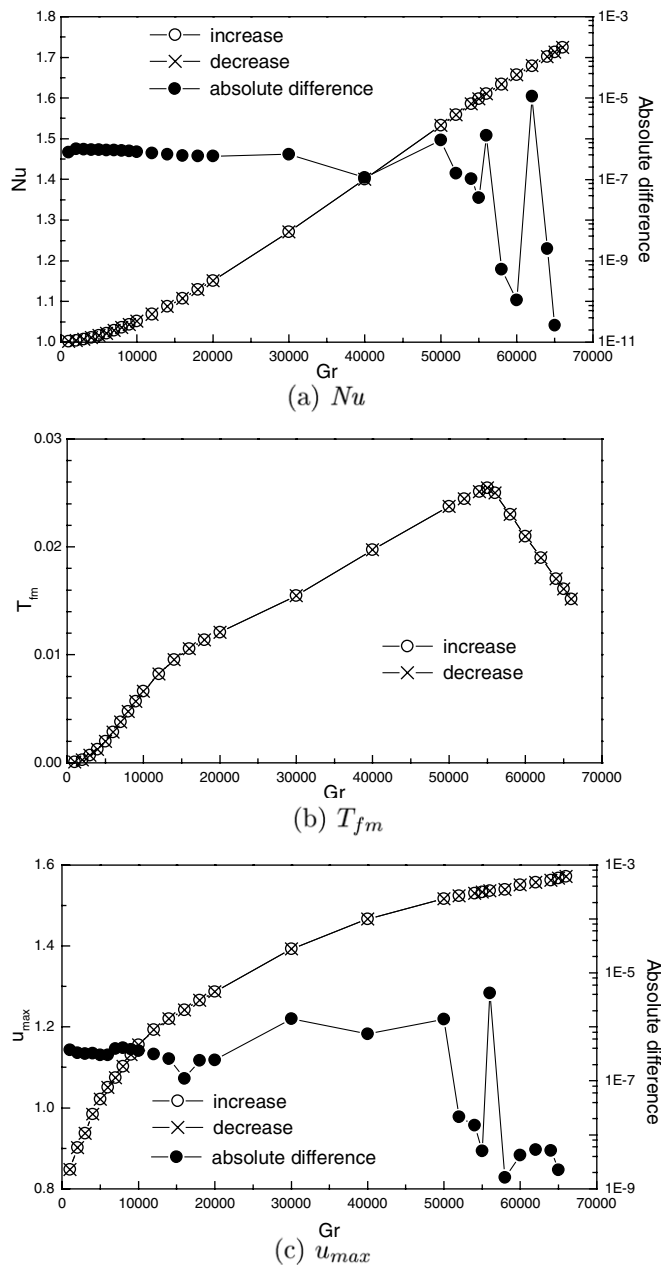 increase
decrease
absolute difference
Nu
1.8
1.7
1.6
1.5
1.4
1.3
1.2
1.1
1.0
0 10000 20000 30000 40000 50000 60000 70000
Gr
1E-3
1E-5
1E-7
1E-9
1E-11
Absolute difference
(a) Nu
T_fm
0.03
0.02
0.01
0.00
increase
decrease
0 10000 20000 30000 40000 50000 60000 70000
Gr
(b) T_fm
u_max
1.6
1.4
1.2
1.0
0.8
increase
decrease
absolute difference
0 10000 20000 30000 40000 50000 60000 70000
Gr
1E-3
1E-5
1E-7
1E-9
Absolute difference
(c) u_max